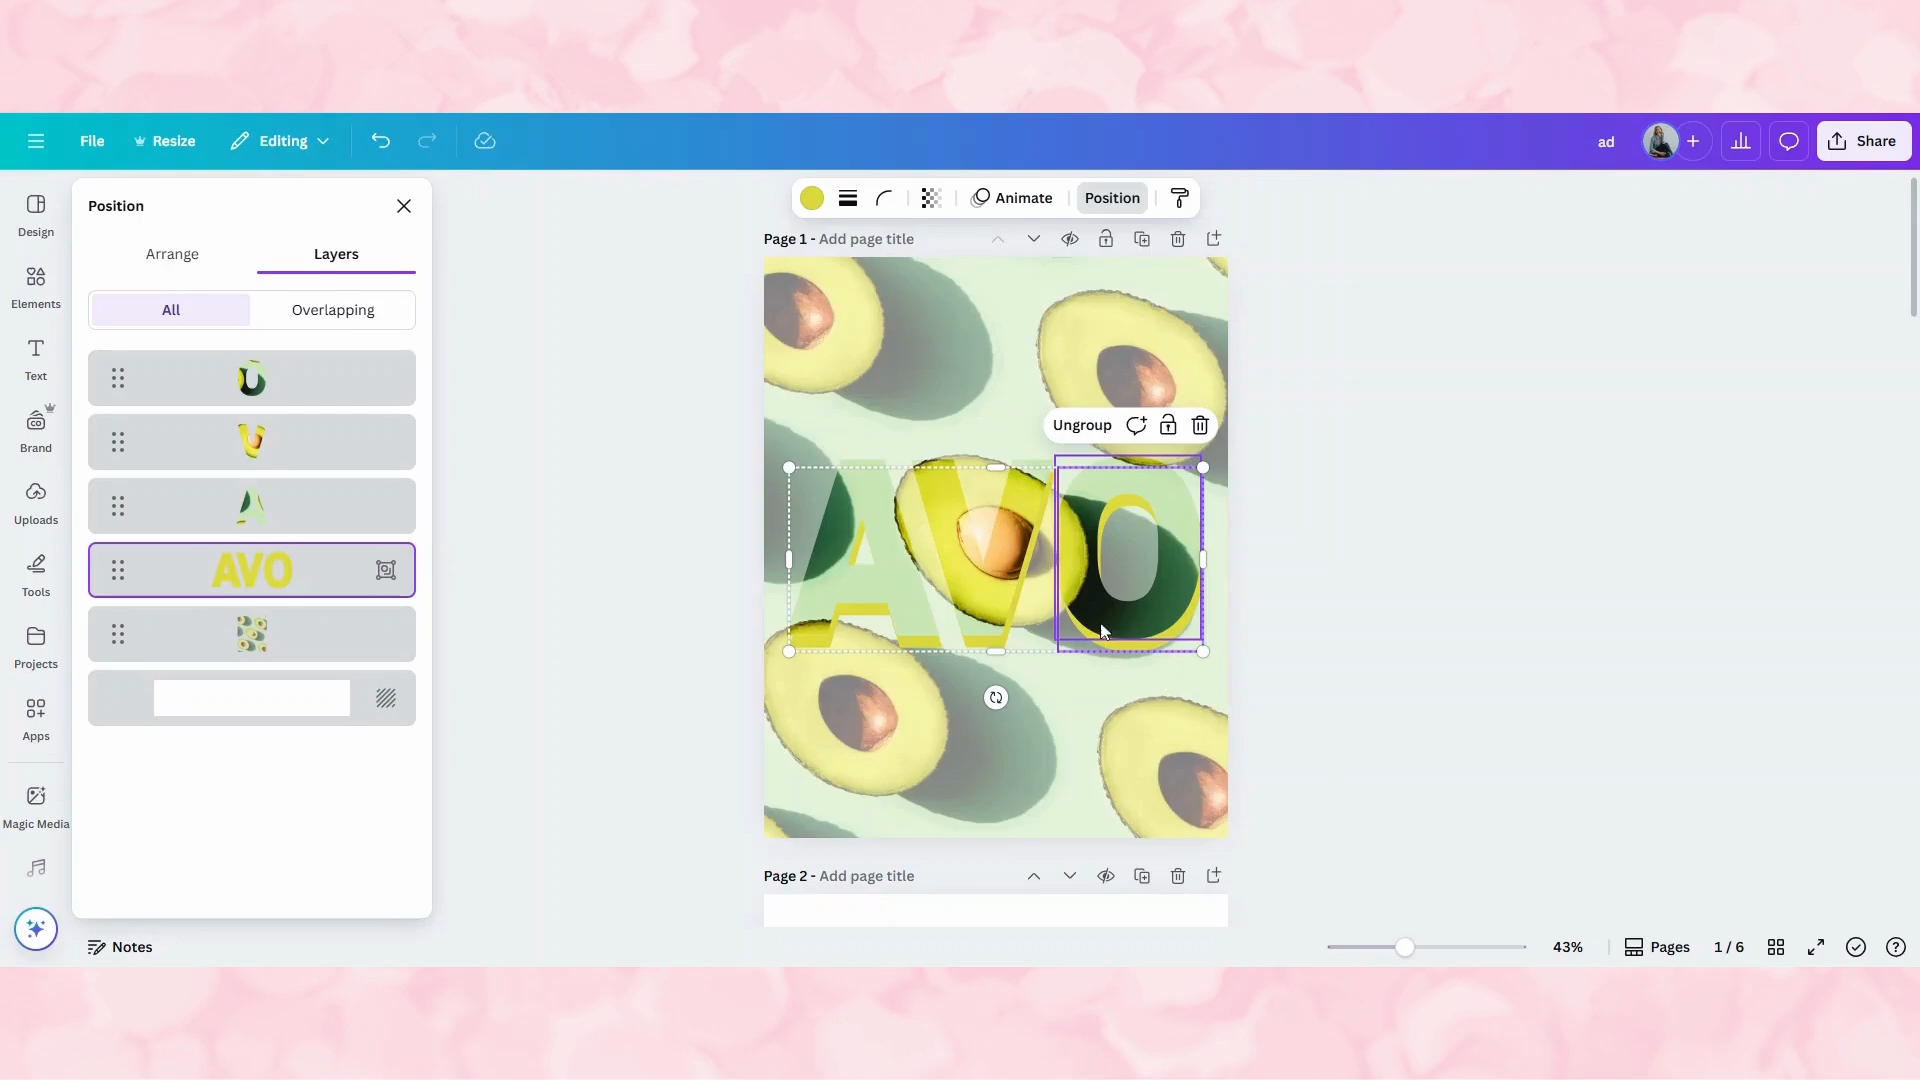 File
Resize
Editing
ad
Share
Design
Elements
Text
Brand
CO
Uploads
Tools
Projects
Apps
Magic Media
Position
Arrange
Layers
All
Overlapping
AVO
Animate
Position
Page 1 - Add page title
Ungroup
AVO
Page 2 - Add page title
Notes
43%
Pages
1 / 6